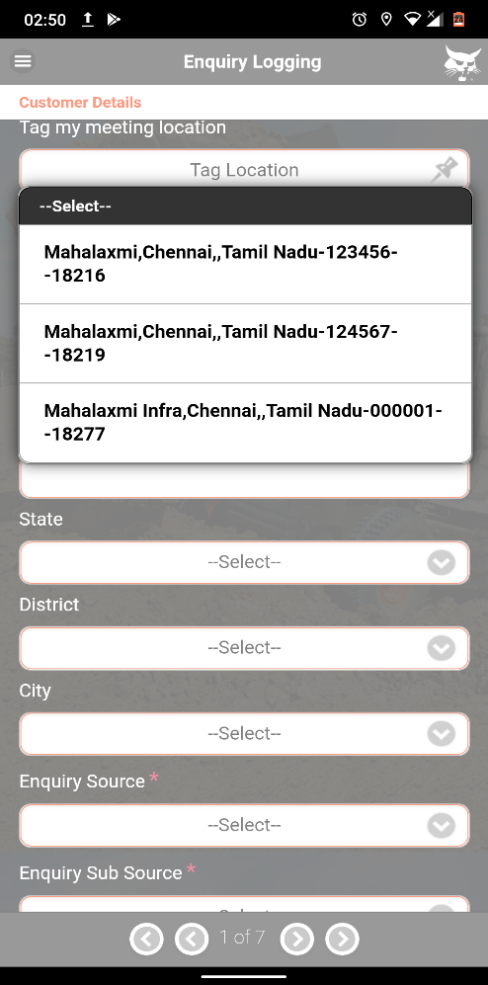 02:50
Enquiry Logging
Customer Details
Tag my meeting location
Tag Location
--Select--
Mahalaxmi,Chennai,,Tamil Nadu-123456-
-18216
Mahalaxmi,Chennai,,Tamil Nadu-124567-
-18219
Mahalaxmi Infra,Chennai,,Tamil Nadu-000001-
-18277
State
--Select--
District
--Select--
City
--Select--
Enquiry Source *
--Select--
Enquiry Sub Source *
1 of 7